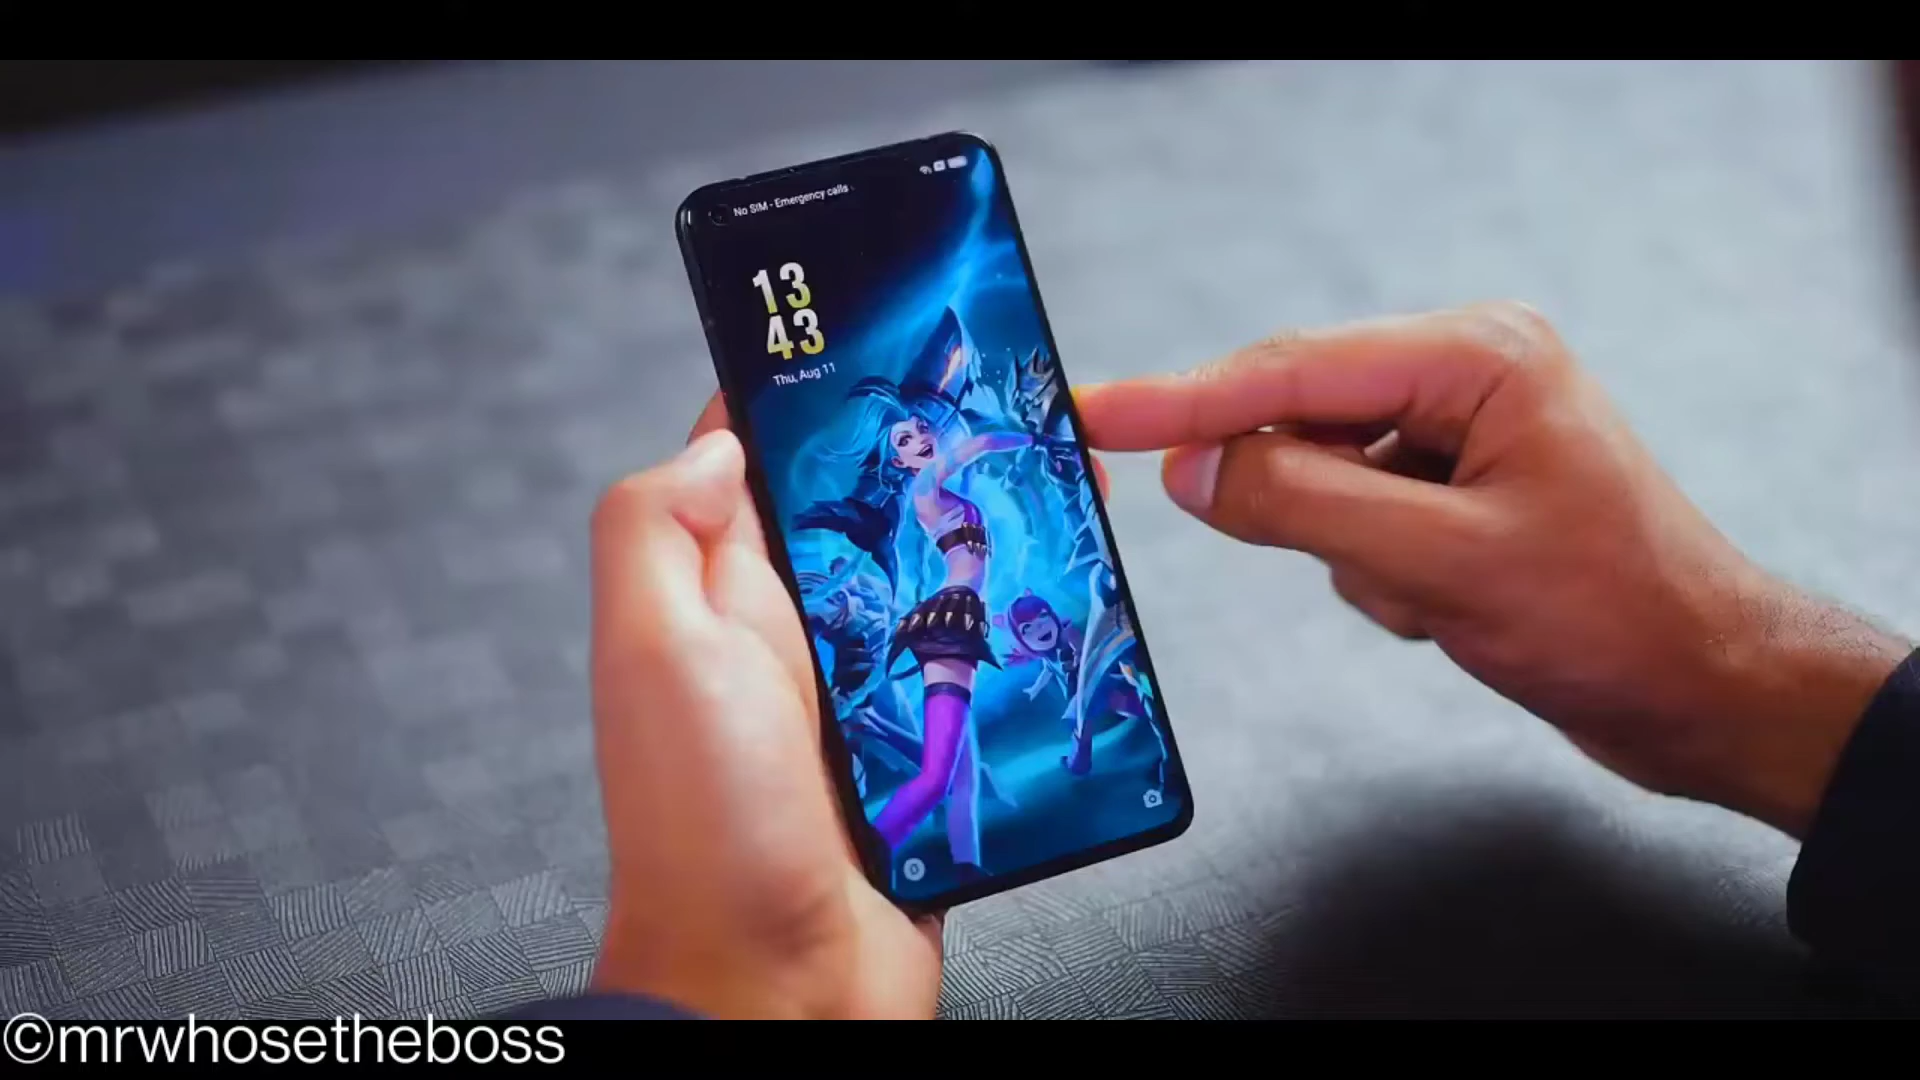 No SIM - Emergency calls
13
43
Thu, Aug 11
©mrwhosetheboss